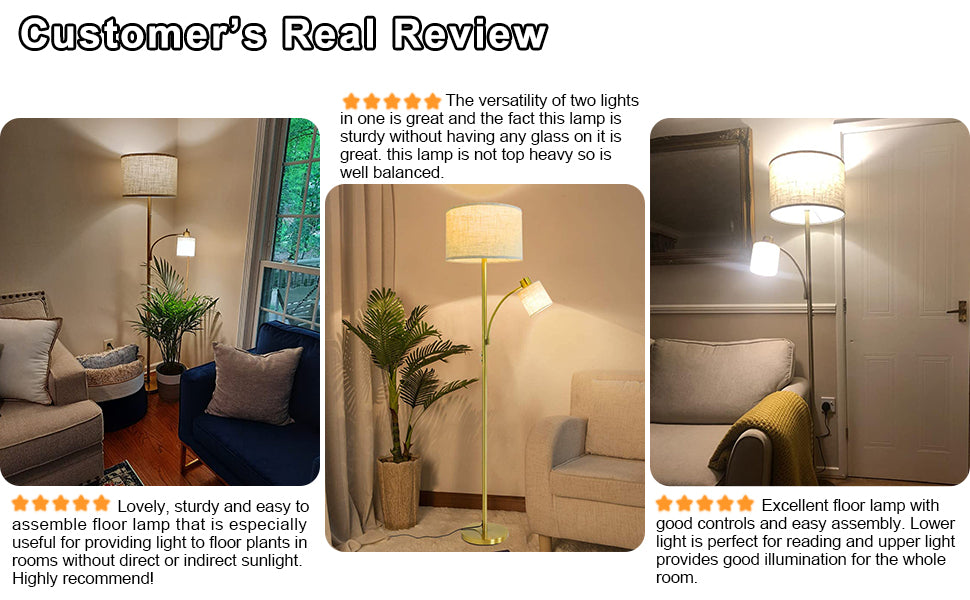 Customer's Real Review
The versatility of two lights
in one is great and the fact this lamp is
sturdy without having any glass on it is
great. this lamp is not top heavy so is
well balanced.
Lovely, sturdy and easy to
assemble floor lamp that is especially
useful for providing light to floor plants in
rooms without direct or indirect sunlight.
Highly recommend!
Excellent floor lamp with
good controls and easy assembly. Lower
light is perfect for reading and upper light
provides good illumination for the whole
room.